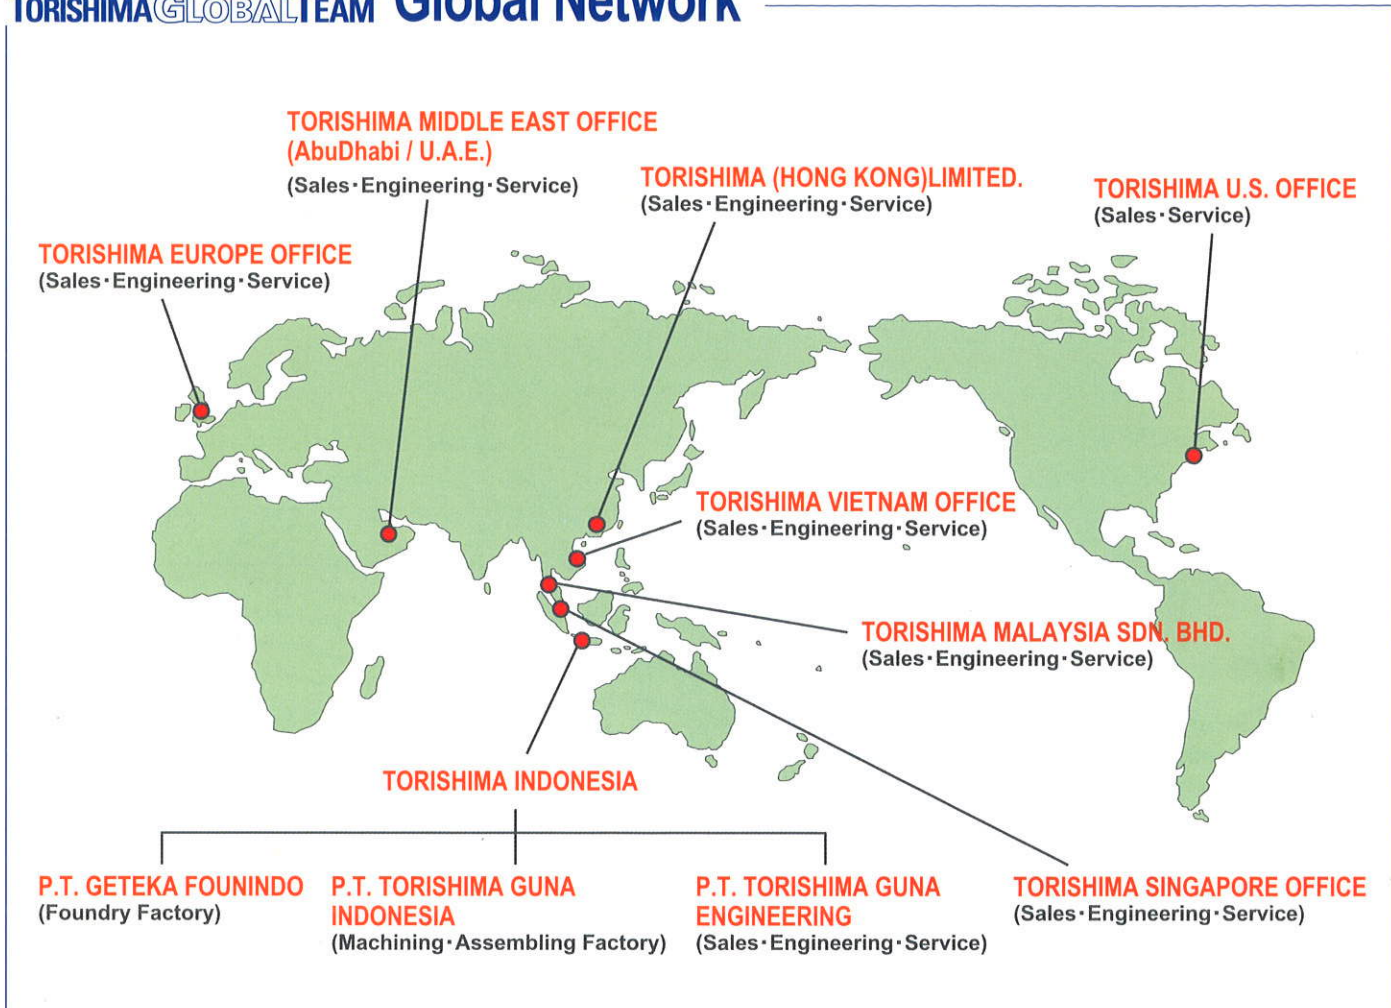 TORISHIMA GLOBAL TEAM Global Network
TORISHIMA MIDDLE EAST OFFICE
(AbuDhabi / U.A.E.)
(Sales・Engineering・Service)
TORISHIMA (HONG KONG)LIMITED.
(Sales・Engineering・Service)
TORISHIMA U.S. OFFICE
(Sales・Service)
TORISHIMA EUROPE OFFICE
(Sales・Engineering・Service)
TORISHIMA VIETNAM OFFICE
(Sales・Engineering・Service)
TORISHIMA MALAYSIA SDN. BHD.
(Sales・Engineering・Service)
TORISHIMA INDONESIA
P.T. GETEKA FOUNINDO
(Foundry Factory)
P.T. TORISHIMA GUNA
INDONESIA
(Machining・Assembling Factory)
P.T. TORISHIMA GUNA
ENGINEERING
(Sales・Engineering・Service)
TORISHIMA SINGAPORE OFFICE
(Sales・Engineering・Service)